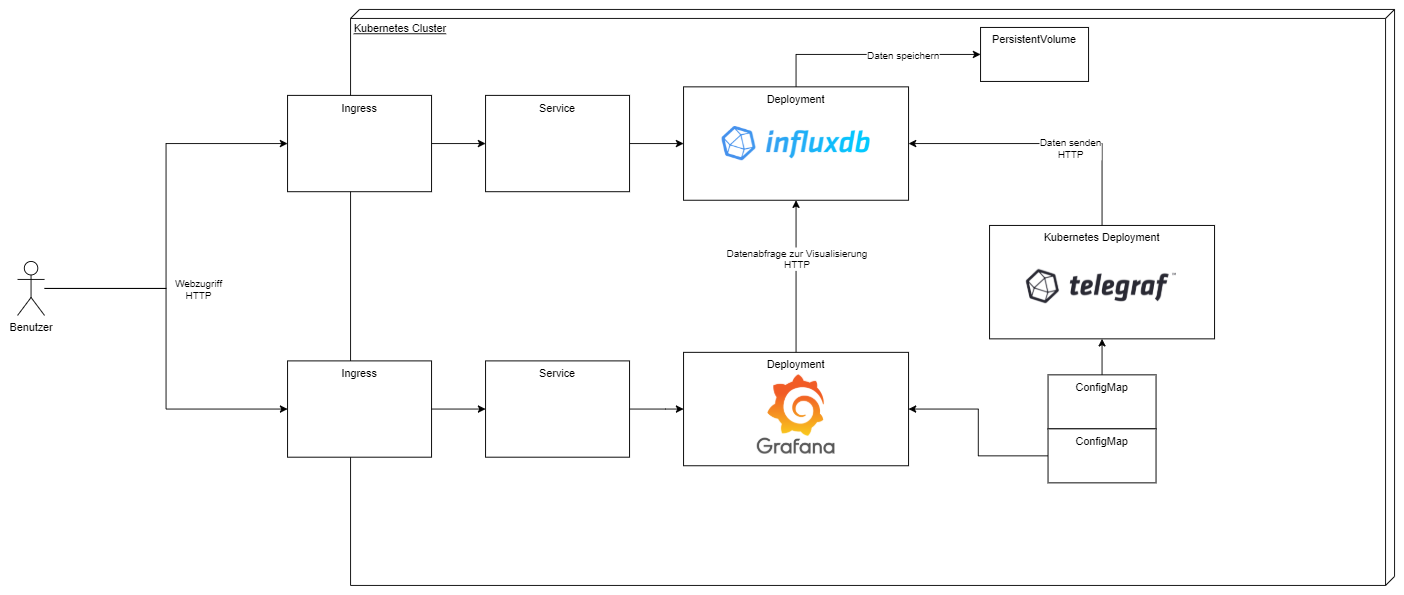 Kubernetes Cluster
PersistentVolume
Daten speichern
Ingress
Service
Deployment
influxdb
Daten senden
HTTP
Kubernetes Deployment
telegraf™
Datenabfrage zur Visualisierung
HTTP
Webzugriff
HTTP
Benutzer
Ingress
Service
Deployment
Grafana
ConfigMap
ConfigMap